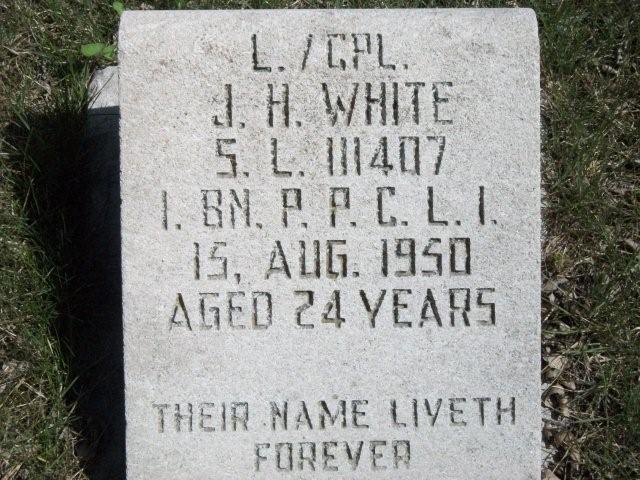 L./CPL.
J. H. WHITE
S. L. 111407
1. BN. P. P. C. L. I.
15, AUG. 1950
AGED 24 YEARS
THEIR NAME LIVETH
FOREVER